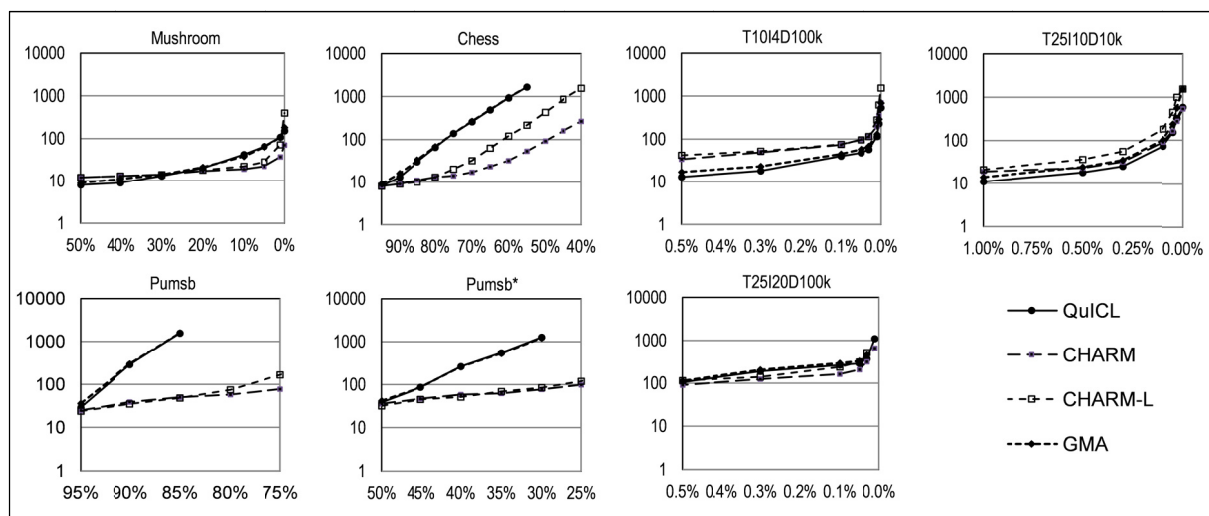 Mushroom
10000
1000
100
10
1
50% 40% 30% 20% 10% 0%
Chess
10000
1000
100
10
1
90% 80% 70% 60% 50% 40%
T10I4D100k
10000
1000
100
10
1
0.5% 0.4% 0.3% 0.2% 0.1% 0.0%
T25I10D10k
10000
1000
100
10
1
1.00% 0.75% 0.50% 0.25% 0.00%
Pumsb
10000
1000
100
10
1
95% 90% 85% 80% 75%
Pumsb*
10000
1000
100
10
1
50% 45% 40% 35% 30% 25%
T25I20D100k
10000
1000
100
10
1
0.5% 0.4% 0.3% 0.2% 0.1% 0.0%
QuICL
CHARM
CHARM-L
GMA